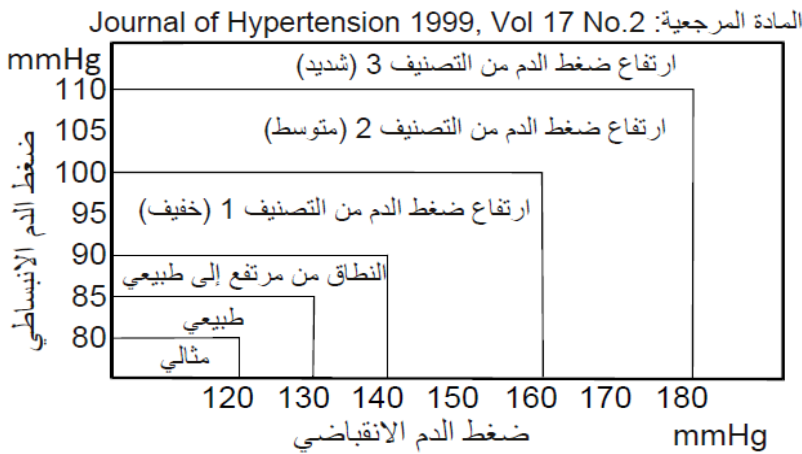 المادة المرجعية: Journal of Hypertension 1999, Vol 17 No.2
mmHg
ارتفاع ضغط الدم من التصنيف 3 (شديد)
110
105
ارتفاع ضغط الدم من التصنيف 2 (متوسط)
100
95
ارتفاع ضغط الدم من التصنيف 1 (خفيف)
90
النطاق من مرتفع إلى طبيعي
85
طبيعي
80
مثالي
ضغط الدم الانبساطي
120 130 140 150 160 170 180
ضغط الدم الانقباضي
mmHg